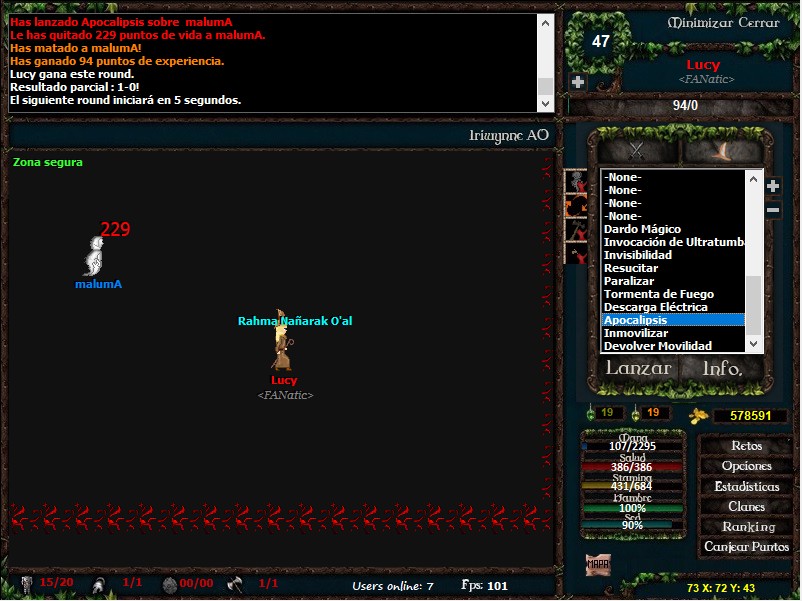 Has lanzado Apocalipsis sobre malumA
Le has quitado 229 puntos de vida a malumA.
Has matado a malumA!
Has ganado 94 puntos de experiencia.
Lucy gana este round.
Resultado parcial : 1-0!
El siguiente round iniciará en 5 segundos.
47
Minimizar Cerrar
Lucy
<FANatic>
94/0
Iriwynne AO
Zona segura
229
malumA
Rahma Nañarak O'al
Lucy
<FANatic>
-None-
-None-
-None-
-None-
Dardo Mágico
Invocación de Ultratumb
Invisibilidad
Resucitar
Paralizar
Tormenta de Fuego
Descarga Eléctrica
Apocalipsis
Inmovilizar
Devolver Movilidad
Lanzar
Info.
19
19
578591
Mana
107/2295
Salud
386/386
Stamina
431/684
Hambre
100%
Sed
90%
Retos
Opciones
Estadisticas
Clanes
Ranking
Canjear Puntos
MAPA
15/20
1/1
00/00
1/1
Users online: 7
Fps: 101
73 X: 72 Y: 43